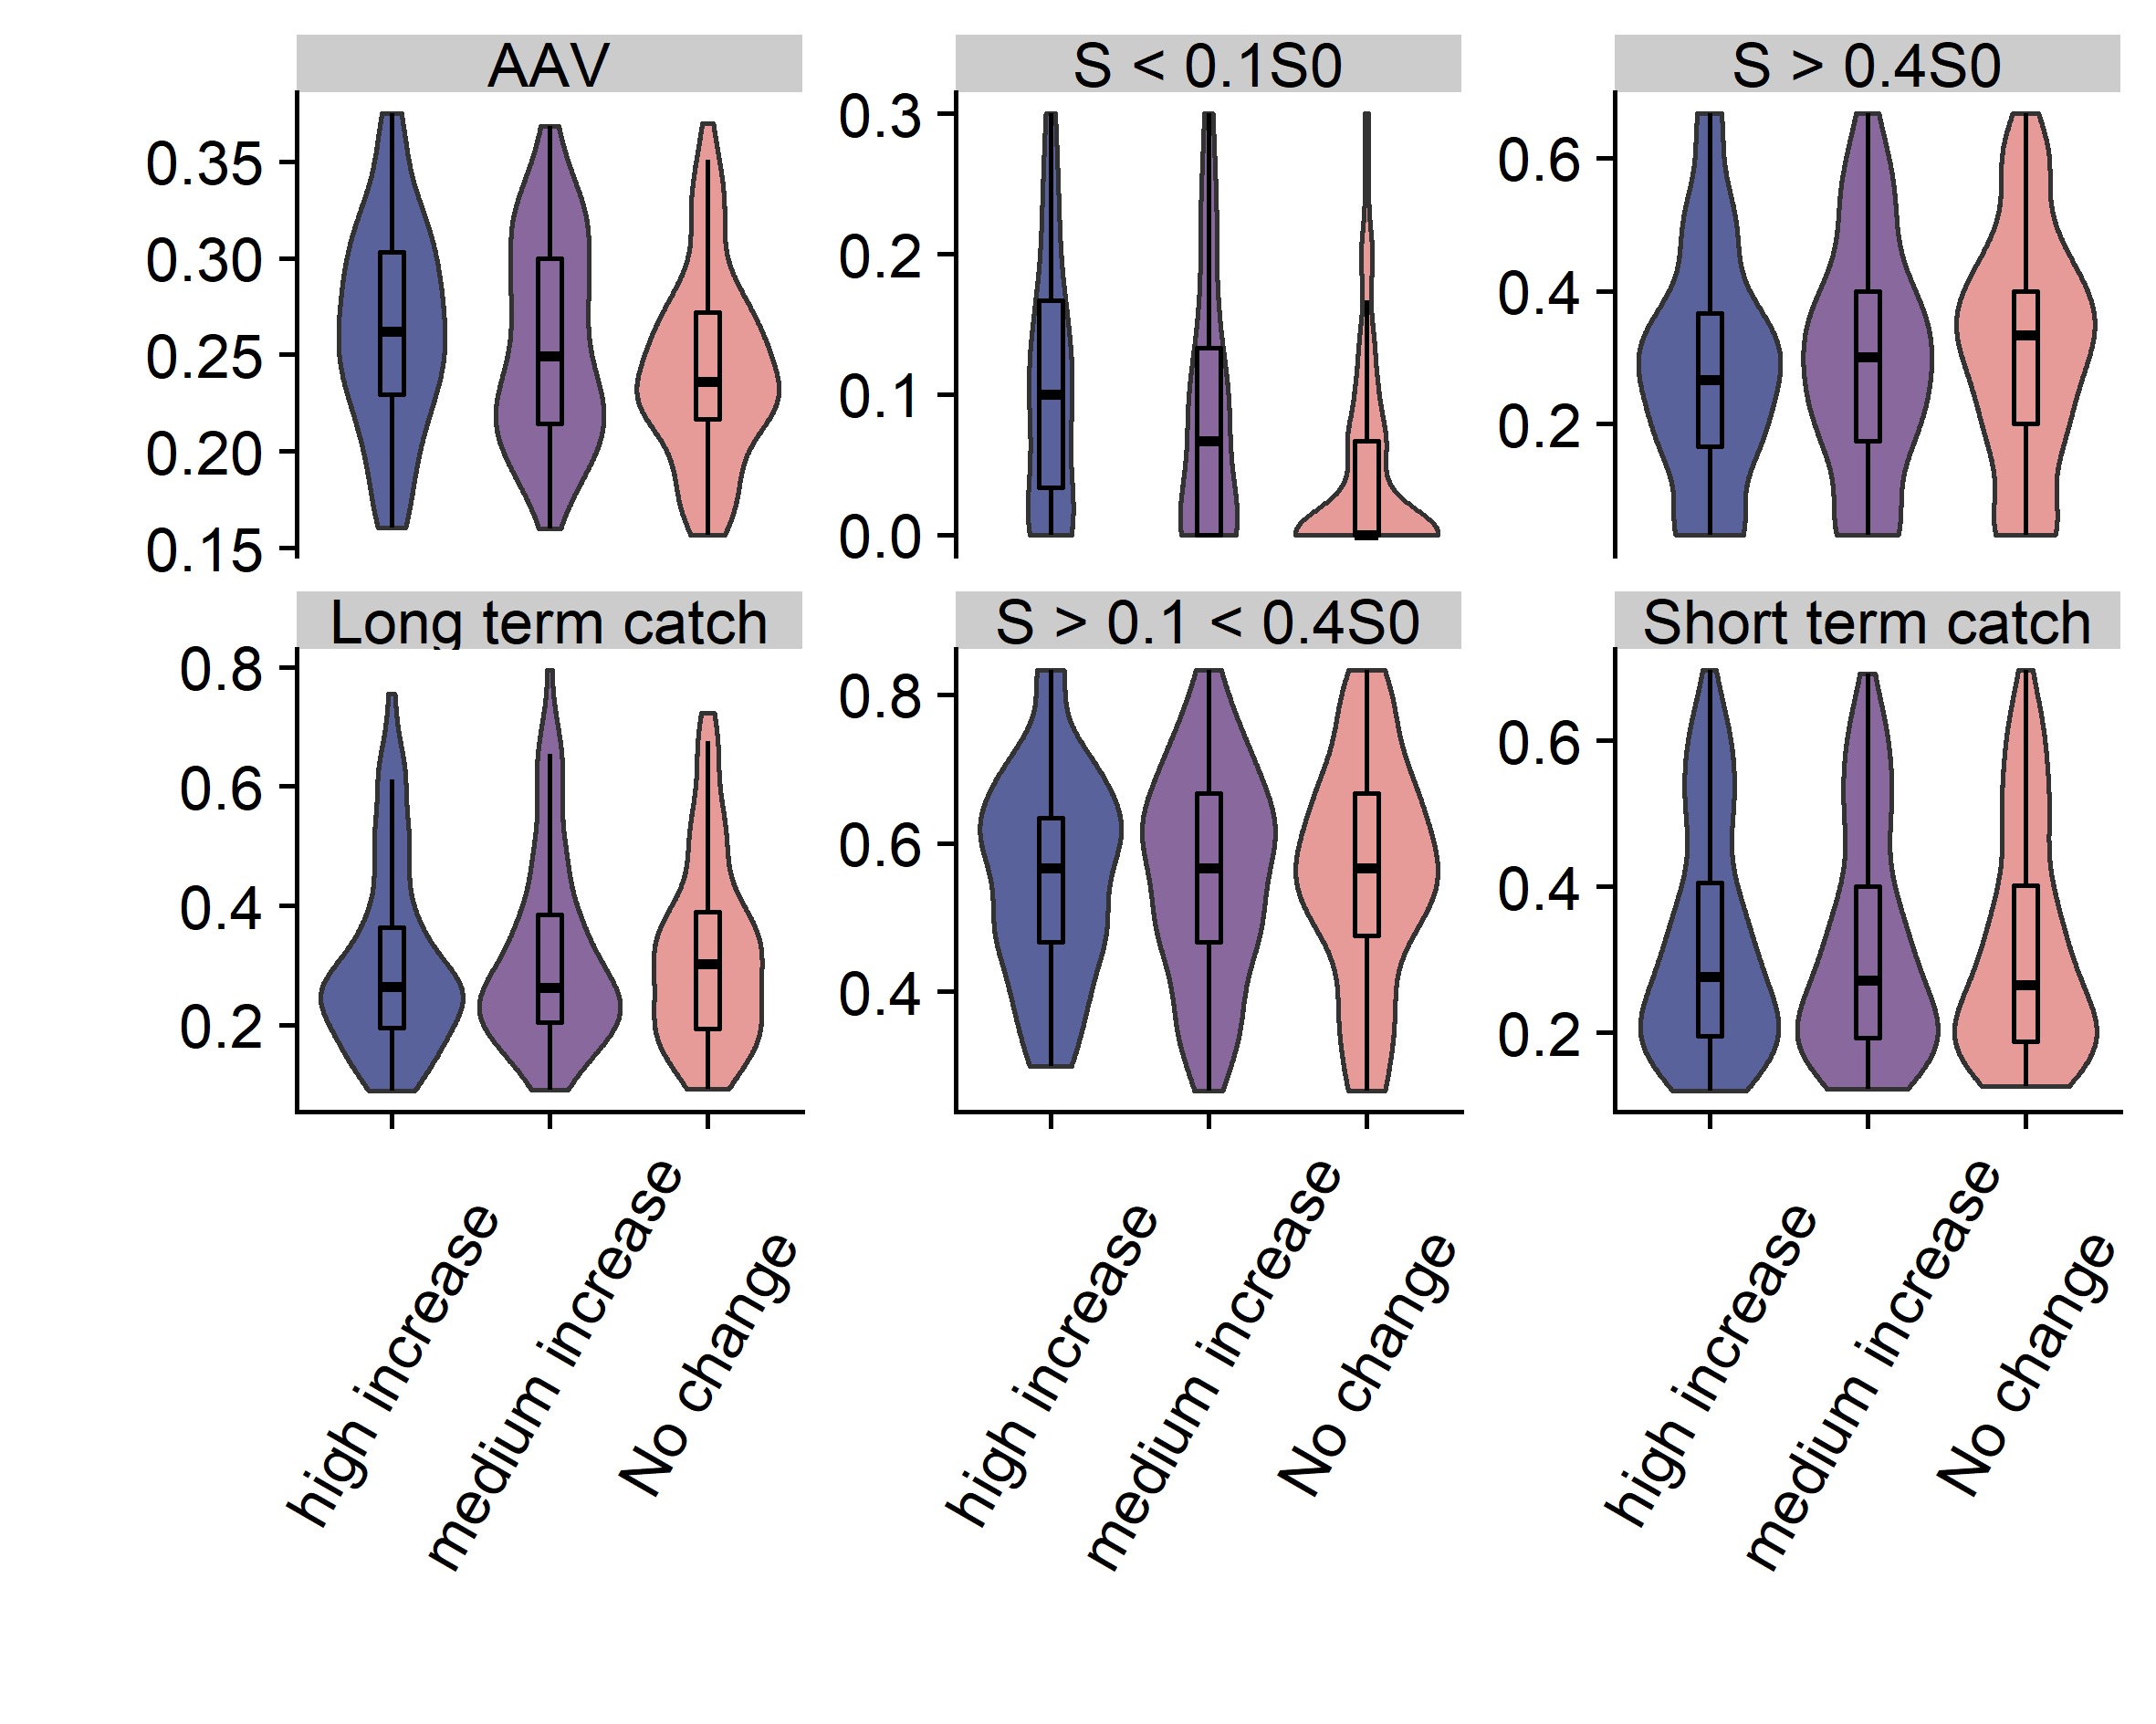 AAV
S < 0.1S0
S > 0.4S0
0.35
0.30
0.25
0.20
0.15
0.3
0.2
0.1
0.0
0.6
0.4
0.2
Long term catch
S > 0.1 < 0.4S0
Short term catch
0.8
0.6
0.4
0.2
0.8
0.6
0.4
0.6
0.4
0.2
high increase
medium increase
No change
high increase
medium increase
No change
high increase
medium increase
No change